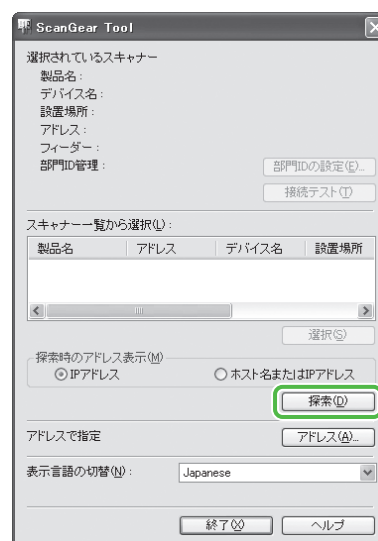 ScanGear Tool
選択されているスキャナー
製品名 :
デバイス名 :
設置場所 :
アドレス :
フィーダー :
部門ID管理 :
部門IDの設定(E)...
接続テスト(T)
スキャナー一覧から選択(L) :
製品名 アドレス デバイス名 設置場所
選択(S)
探索時のアドレス表示(M)
IPアドレス ホスト名またはIPアドレス
探索(D)
アドレスで指定 アドレス(A)...
表示言語の切替(N) : Japanese
終了(X) ヘルプ